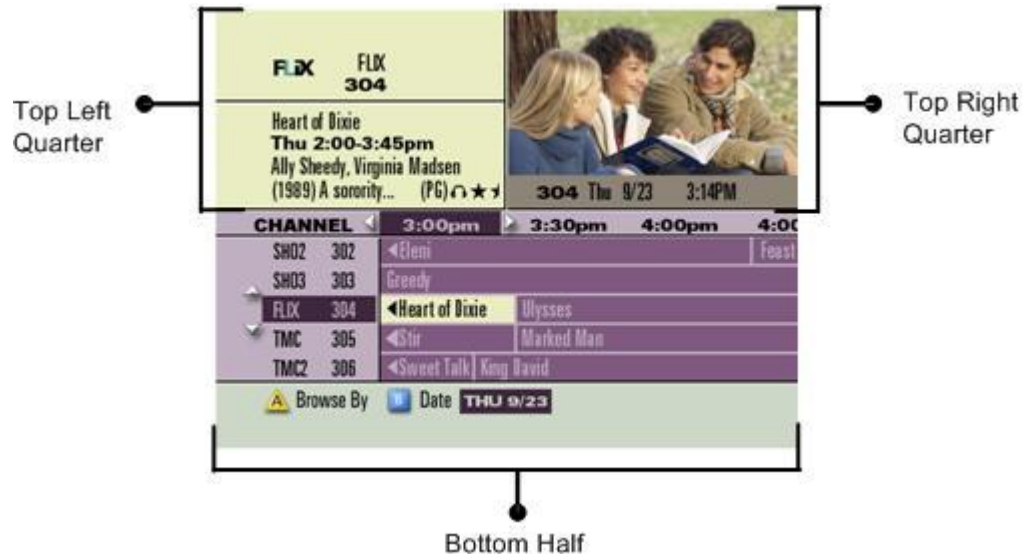 Top Left
Quarter
FLiX FLIX
304
Heart of Dixie
Thu 2:00-3:45pm
Ally Sheedy, Virginia Madsen
(1989) A sorority... (PG)
304 Thu 9/23 3:14PM
Top Right
Quarter
CHANNEL 3:00pm 3:30pm 4:00pm 4:00
SHO2 302 Eleni Feast
SHO3 303 Greedy
FLIX 304 Heart of Dixie Ulysses
TMC 305 Stir Marked Man
TMC2 306 Sweet Talk King David
A Browse By B Date THU 9/23
Bottom Half